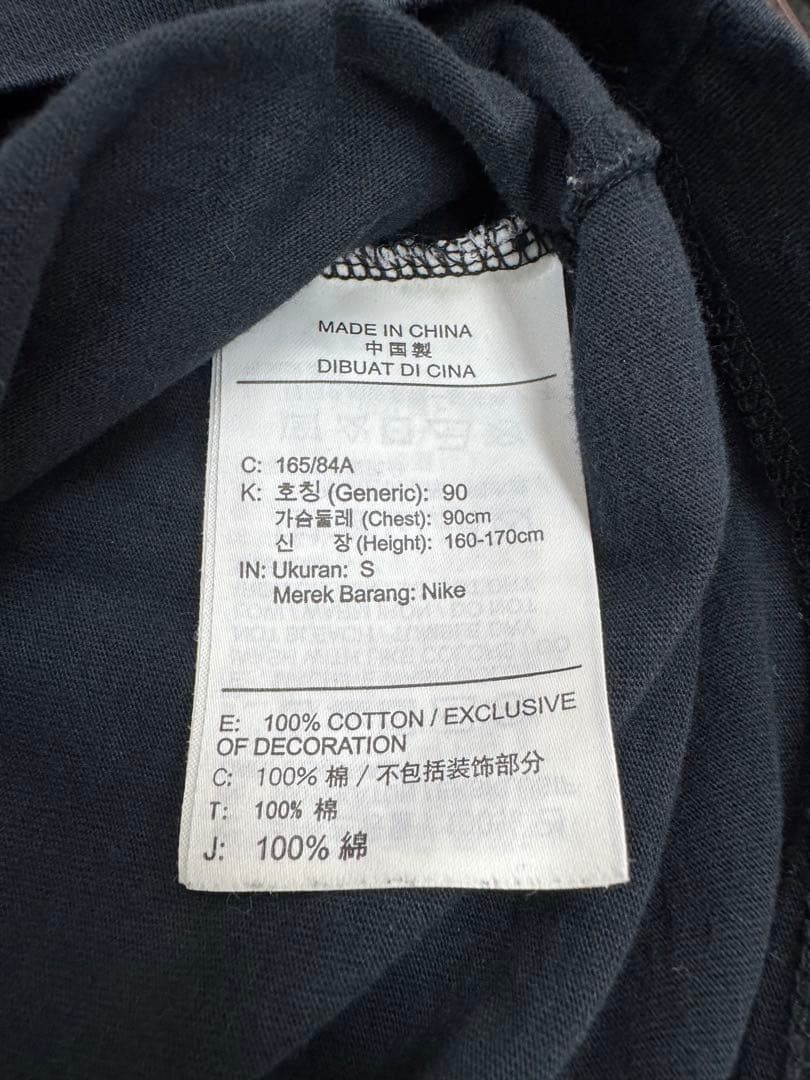 MADE IN CHINA
中国製
DIBUAT DI CINA
C: 165/84A
K: 호칭 (Generic): 90
가슴둘레 (Chest): 90cm
신 장 (Height): 160-170cm
IN: Ukuran: S
Merek Barang: Nike
E: 100% COTTON / EXCLUSIVE
OF DECORATION
C: 100% 棉 / 不包括装饰部分
T: 100% 棉
J: 100% 綿